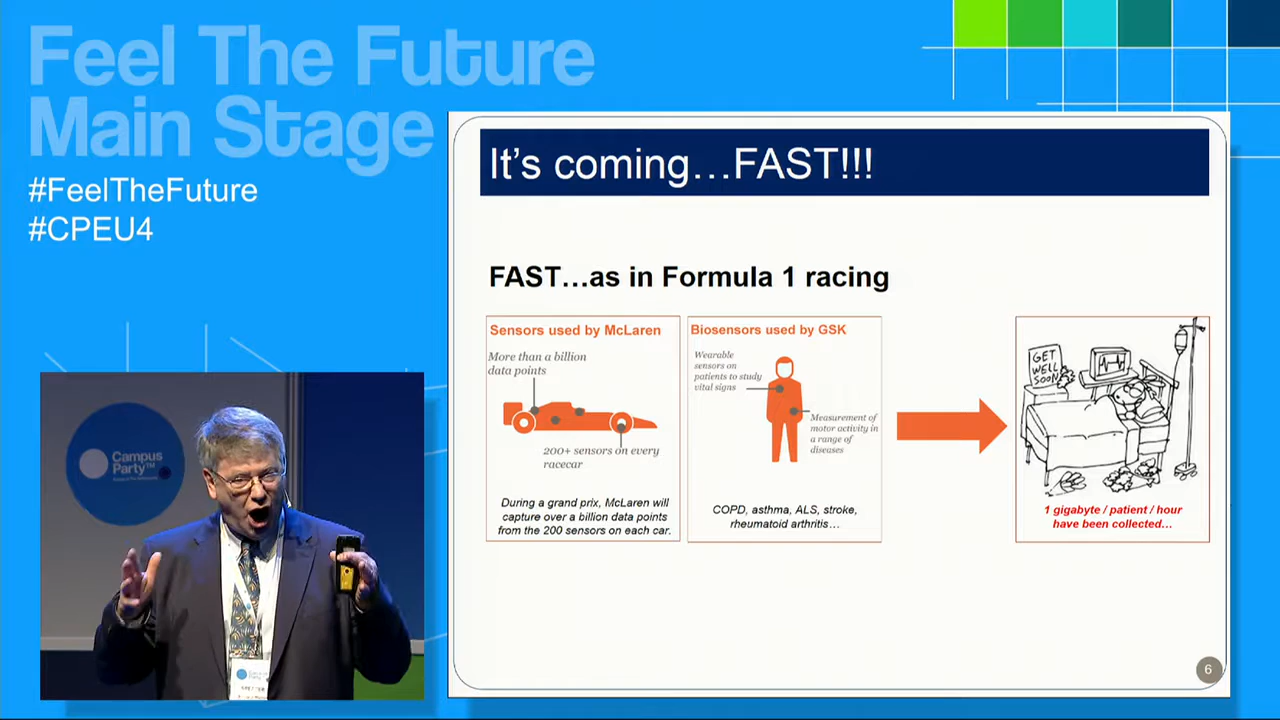 Feel The Future
Main Stage
#FeelTheFuture
#CPEU4
It's coming…FAST!!!
FAST…as in Formula 1 racing
Sensors used by McLaren
More than a billion
data points
200+ sensors on every
racecar
During a grand prix, McLaren will
capture over a billion data points
from the 200 sensors on each car.
Biosensors used by GSK
Wearable
sensors on
patients to study
vital signs
Measurement of
motor activity in
a range of
diseases
COPD, asthma, ALS, stroke,
rheumatoid arthritis…
GET
WELL
SOON
1 gigabyte / patient / hour
have been collected…
6
Campus
Party™
Campus
Party